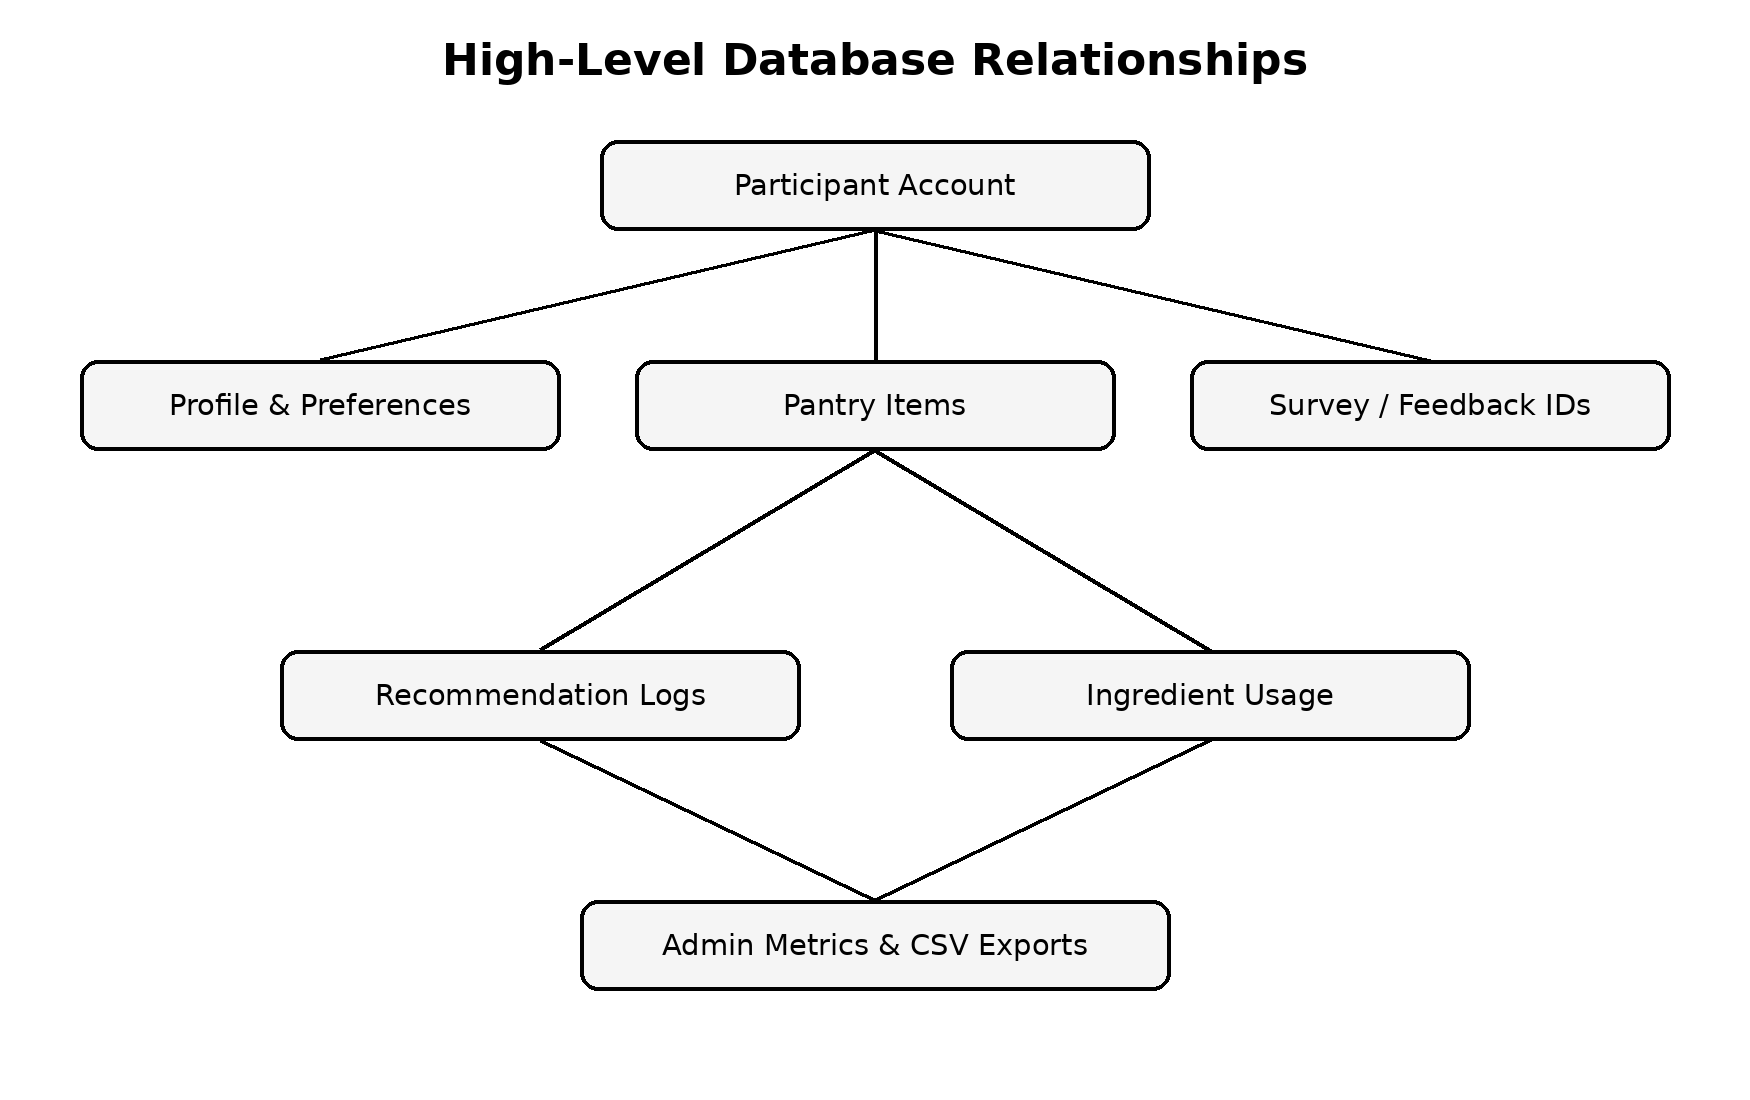 High-Level Database Relationships
Participant Account
Profile & Preferences
Pantry Items
Survey / Feedback IDs
Recommendation Logs
Ingredient Usage
Admin Metrics & CSV Exports